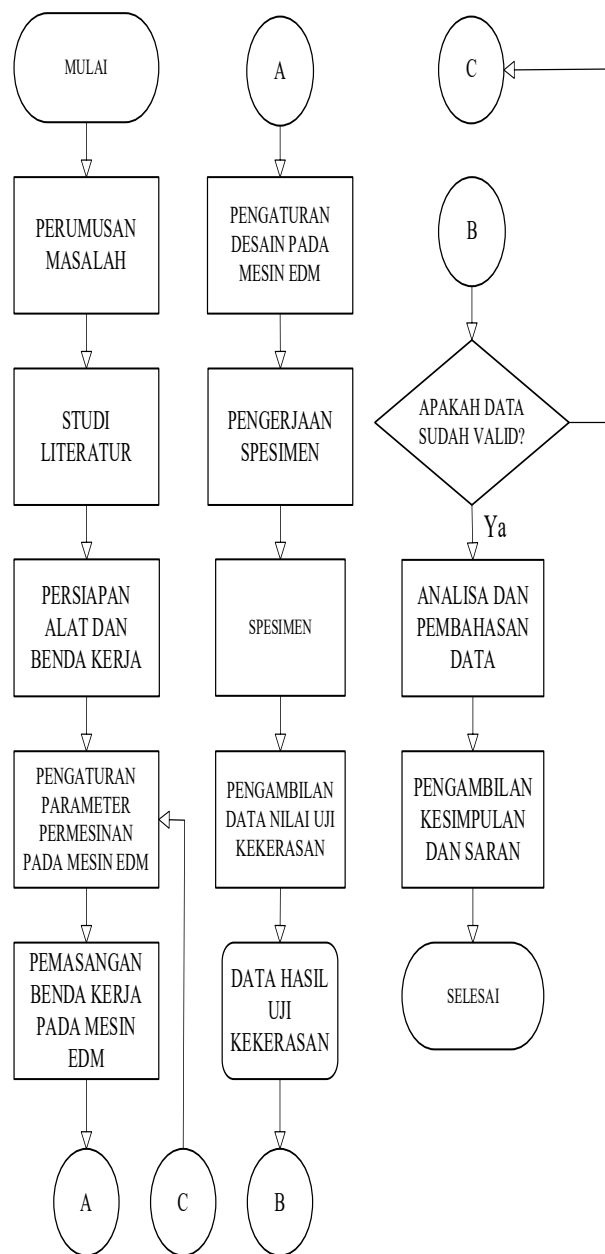 MULAI
PERUMUSAN
MASALAH
STUDI
LITERATUR
PERSIAPAN
ALAT DAN
BENDA KERJA
PENGATURAN
PARAMETER
PERMESINAN
PADA MESIN EDM
PEMASANGAN
BENDA KERJA
PADA MESIN
EDM
A
C
A
PENGATURAN
DESAIN PADA
MESIN EDM
PENGERJAAN
SPESIMEN
SPESIMEN
PENGAMBILAN
DATA NILAI UJI
KEKERASAN
DATA HASIL
UJI
KEKERASAN
B
C
B
APAKAH DATA
SUDAH VALID?
Ya
ANALISA DAN
PEMBAHASAN
DATA
PENGAMBILAN
KESIMPULAN
DAN SARAN
SELESAI